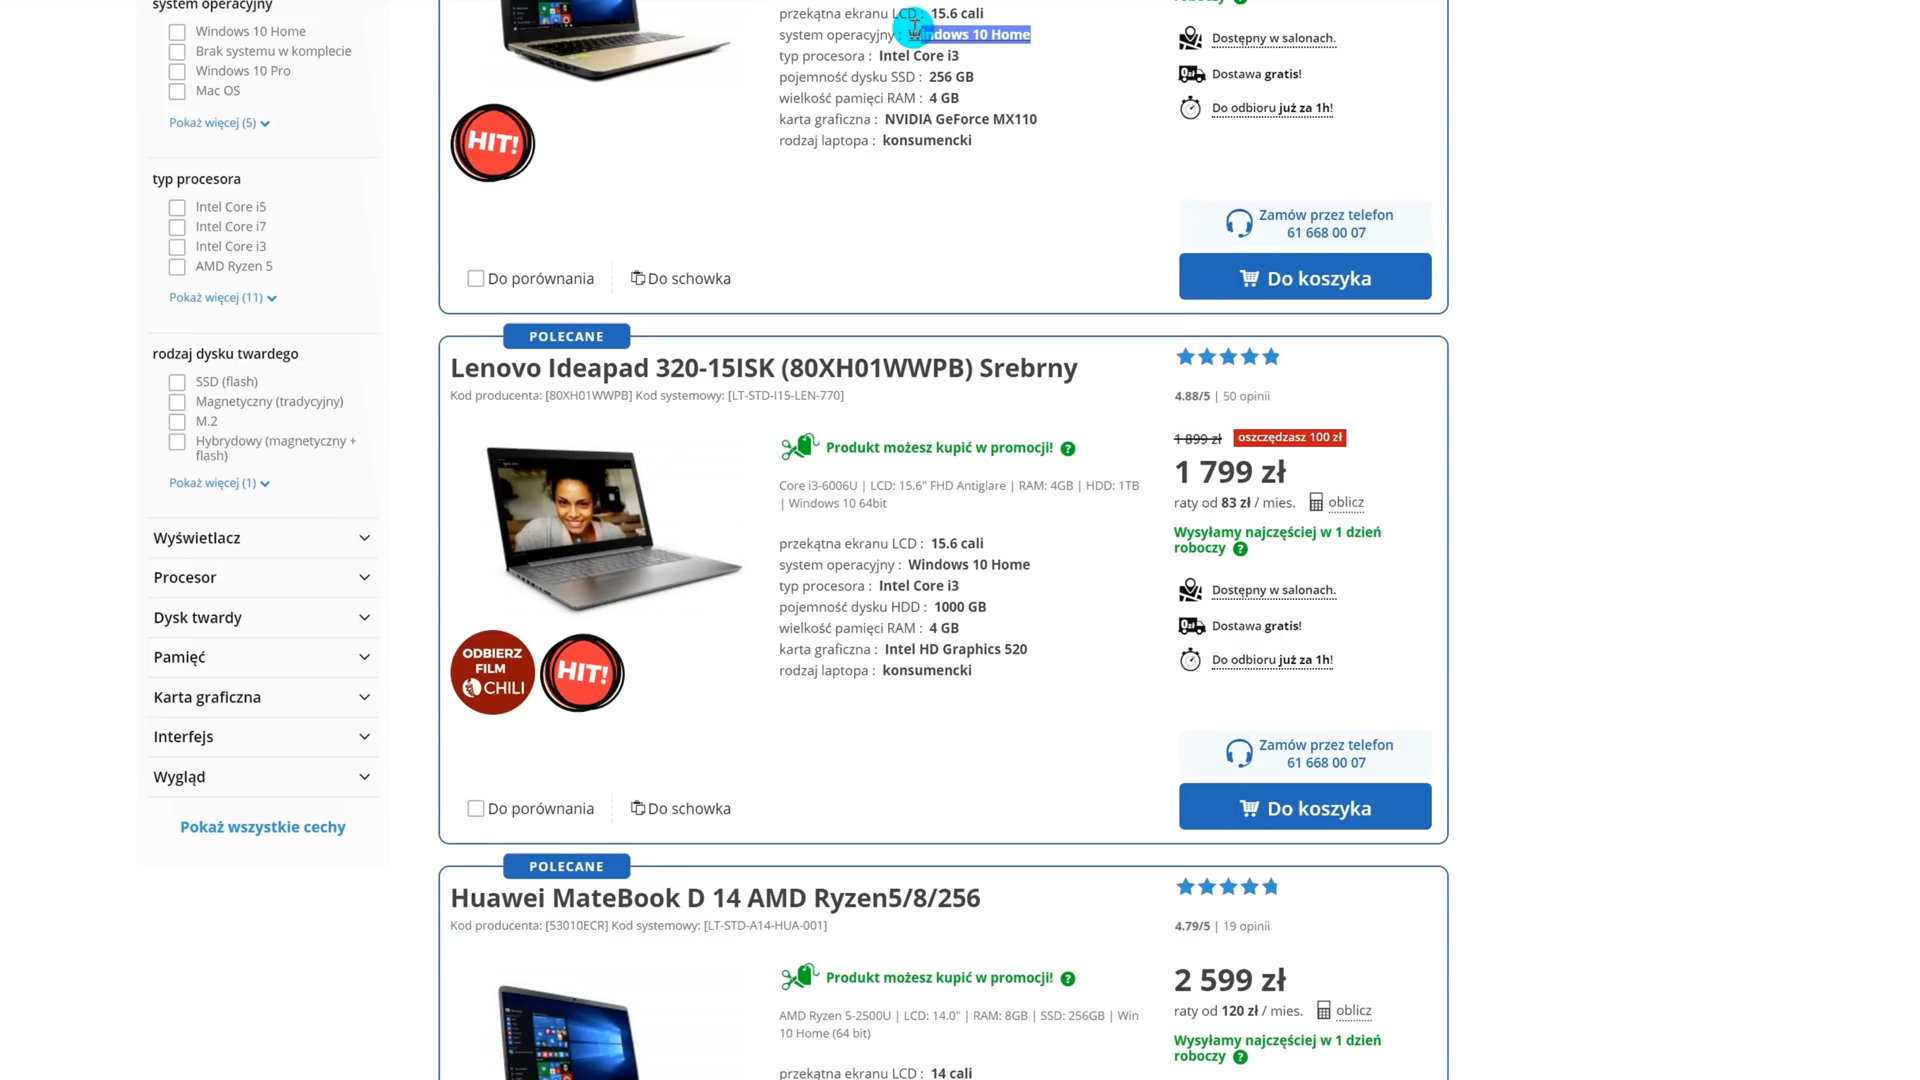 system operacyjny
Windows 10 Home
Brak systemu w komplecie
Windows 10 Pro
Mac OS
Pokaż więcej (5)
typ procesora
Intel Core i5
Intel Core i7
Intel Core i3
AMD Ryzen 5
Pokaż więcej (11)
rodzaj dysku twardego
SSD (flash)
Magnetyczny (tradycyjny)
M.2
Hybrydowy (magnetyczny +
flash)
Pokaż więcej (1)
Wyświetlacz
Procesor
Dysk twardy
Pamięć
Karta graficzna
Interfejs
Wygląd
Pokaż wszystkie cechy
przekątna ekranu LCD : 15.6 cali
system operacyjny : Windows 10 Home
typ procesora : Intel Core i3
pojemność dysku SSD : 256 GB
wielkość pamięci RAM : 4 GB
karta graficzna : NVIDIA GeForce MX110
rodzaj laptopa : konsumencki
HIT!
roboczy ?
Dostępny w salonach.
0zł Dostawa gratis!
Do odbioru już za 1h!
Zamów przez telefon
61 668 00 07
Do porównania
Do schowka
Do koszyka
POLECANE
Lenovo Ideapad 320-15ISK (80XH01WWPB) Srebrny
Kod producenta: [80XH01WWPB] Kod systemowy: [LT-STD-I15-LEN-770]
4.88/5 | 50 opinii
Produkt możesz kupić w promocji! ?
Core i3-6006U | LCD: 15.6" FHD Antiglare | RAM: 4GB | HDD: 1TB
| Windows 10 64bit
przekątna ekranu LCD : 15.6 cali
system operacyjny : Windows 10 Home
typ procesora : Intel Core i3
pojemność dysku HDD : 1000 GB
wielkość pamięci RAM : 4 GB
karta graficzna : Intel HD Graphics 520
rodzaj laptopa : konsumencki
ODBIERZ
FILM
CHILI
HIT!
1 899 zł oszczędzasz 100 zł
1 799 zł
raty od 83 zł / mies. oblicz
Wysyłamy najczęściej w 1 dzień
roboczy ?
Dostępny w salonach.
0zł Dostawa gratis!
Do odbioru już za 1h!
Zamów przez telefon
61 668 00 07
Do porównania
Do schowka
Do koszyka
POLECANE
Huawei MateBook D 14 AMD Ryzen5/8/256
Kod producenta: [53010ECR] Kod systemowy: [LT-STD-A14-HUA-001]
4.79/5 | 19 opinii
Produkt możesz kupić w promocji! ?
AMD Ryzen 5-2500U | LCD: 14.0" | RAM: 8GB | SSD: 256GB | Win
10 Home (64 bit)
przekątna ekranu LCD : 14 cali
2 599 zł
raty od 120 zł / mies. oblicz
Wysyłamy najczęściej w 1 dzień
roboczy ?